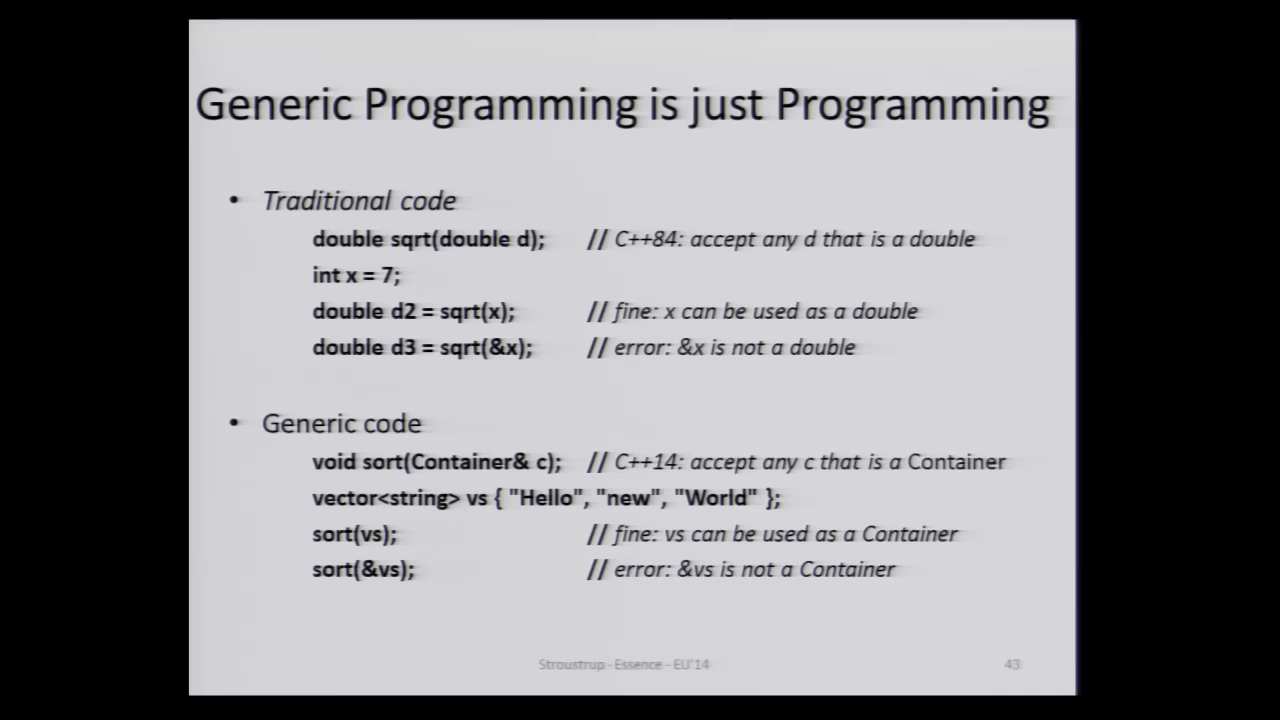 Generic Programming is just Programming
• Traditional code
double sqrt(double d); // C++84: accept any d that is a double
int x = 7;
double d2 = sqrt(x); // fine: x can be used as a double
double d3 = sqrt(&x); // error: &x is not a double
• Generic code
void sort(Container& c); // C++14: accept any c that is a Container
vector<string> vs { "Hello", "new", "World" };
sort(vs); // fine: vs can be used as a Container
sort(&vs); // error: &vs is not a Container
Stroustrup - Essence - EU'14 43